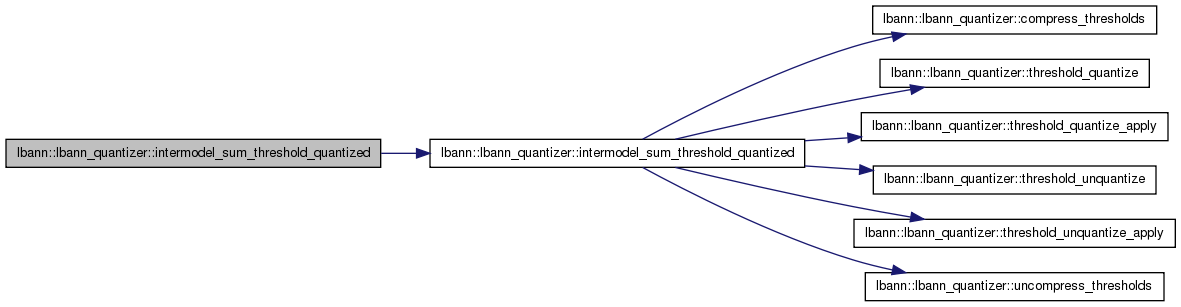 lbann::lbann_quantizer::intermodel_sum_threshold_quantized
lbann::lbann_quantizer::intermodel_sum_threshold_quantized
lbann::lbann_quantizer::compress_thresholds
lbann::lbann_quantizer::threshold_quantize
lbann::lbann_quantizer::threshold_quantize_apply
lbann::lbann_quantizer::threshold_unquantize
lbann::lbann_quantizer::threshold_unquantize_apply
lbann::lbann_quantizer::uncompress_thresholds